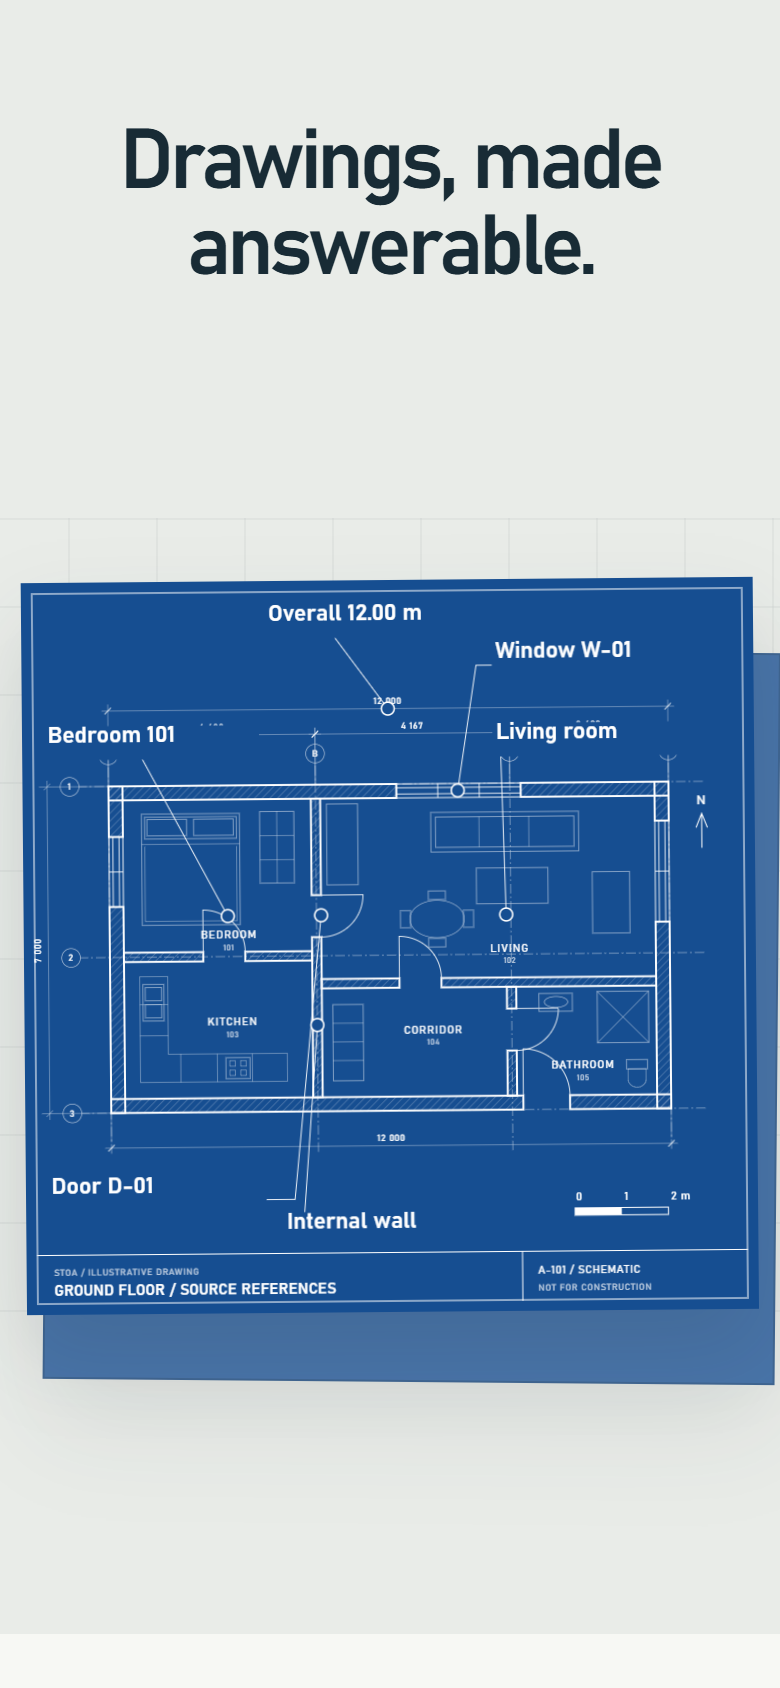 Drawings, made
answerable.
Overall 12.00 m
Window W-01
12 000
Bedroom 101
4 167
Living room
B
1
N
BEDROOM
101
7 000
2
LIVING
102
KITCHEN
103
CORRIDOR
104
BATHROOM
105
3
12 000
Door D-01
0 1 2 m
Internal wall
STOA / ILLUSTRATIVE DRAWING
GROUND FLOOR / SOURCE REFERENCES
A-101 / SCHEMATIC
NOT FOR CONSTRUCTION